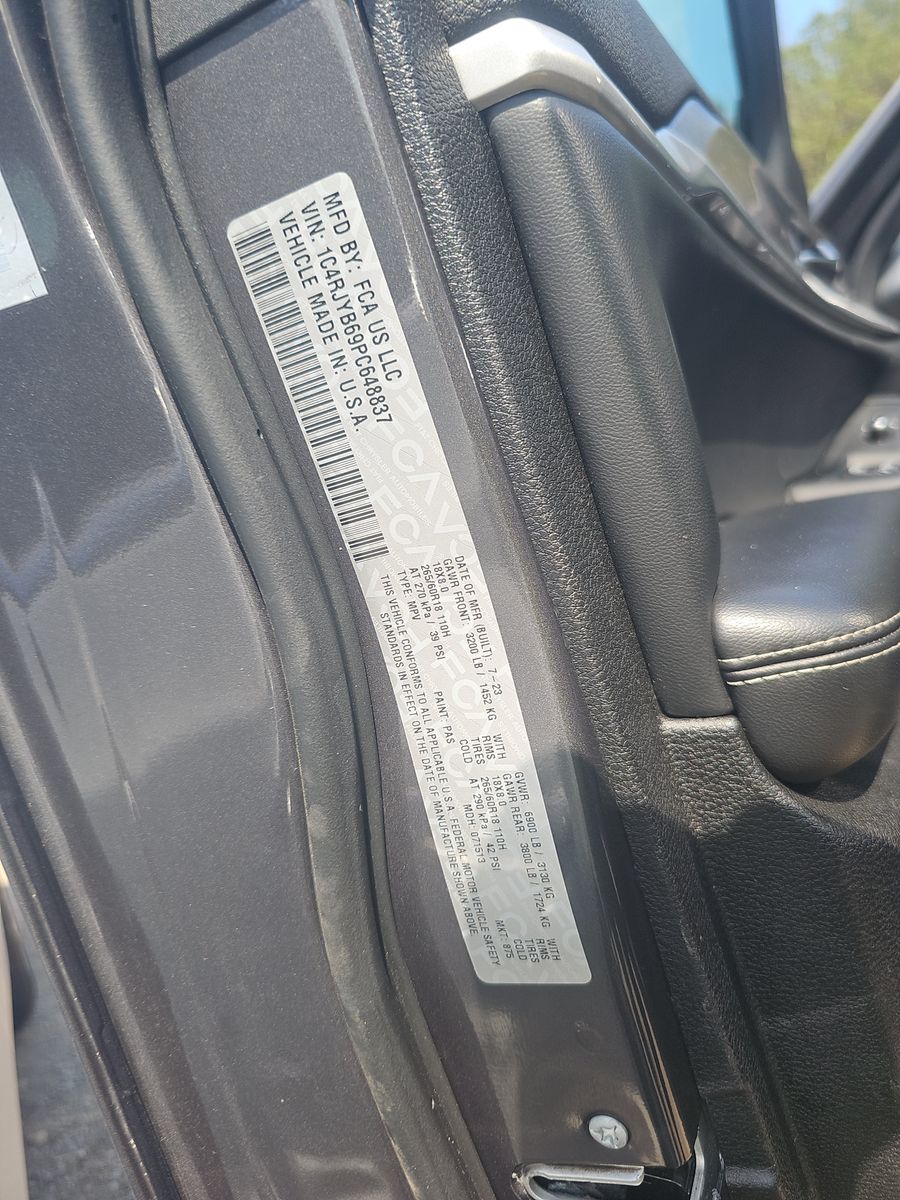 MFD BY: FCA US LLC
VIN: 1C4RJYB69PC648837
VEHICLE MADE IN: U.S.A.
DATE OF MFR (BUILT): 7-23 GVWR: 6900 LB / 3130 KG
GAWR FRONT: 3200 LB / 1452 KG WITH GAWR REAR: 3800 LB / 1724 KG WITH
18X8.0 RIMS 18X8.0 RIMS
265/60R18 110H TIRES 265/60R18 110H TIRES
AT 270 kPa / 39 PSI COLD AT 290 kPa / 42 PSI COLD
TYPE: MPV PAINT: PAS MDH: 071513 MKT: 875
THIS VEHICLE CONFORMS TO ALL APPLICABLE U.S.A. FEDERAL MOTOR VEHICLE SAFETY
STANDARDS IN EFFECT ON THE DATE OF MANUFACTURE SHOWN ABOVE.